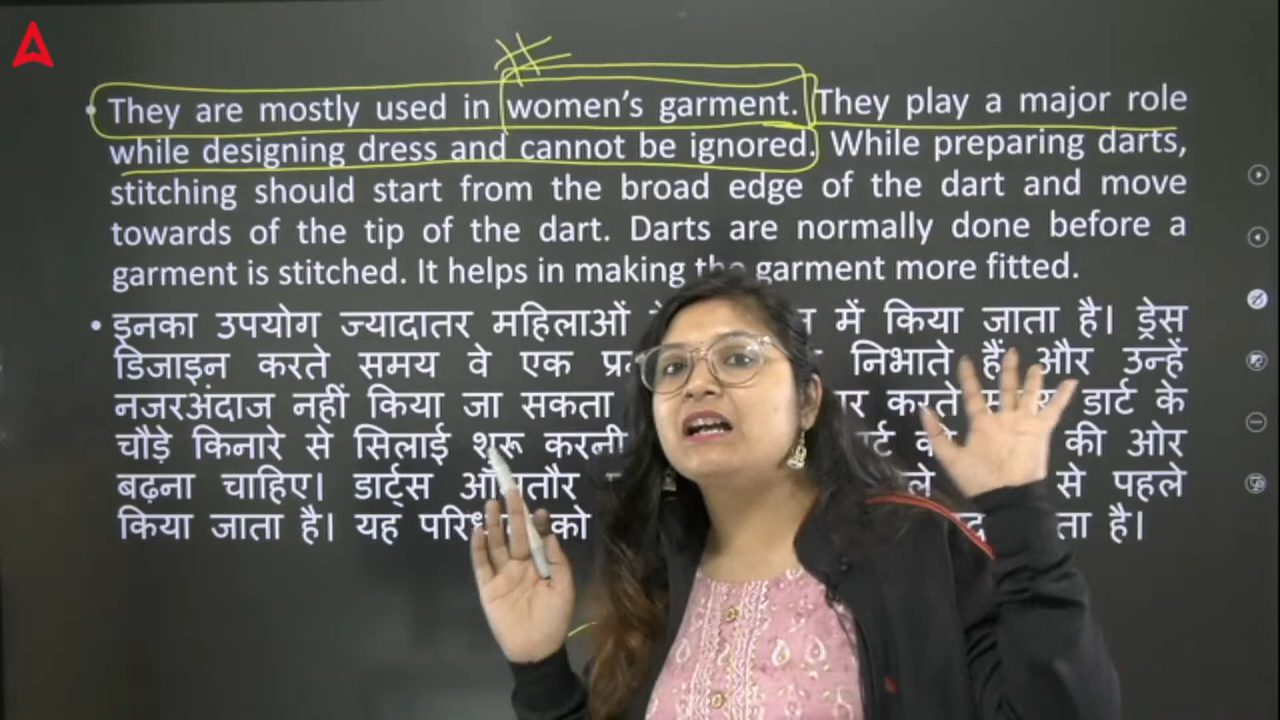 • They are mostly used in women's garment. They play a major role
while designing dress and cannot be ignored. While preparing darts,
stitching should start from the broad edge of the dart and move
towards of the tip of the dart. Darts are normally done before a
garment is stitched. It helps in making the garment more fitted.
• इनका उपयोग ज्यादातर महिलाओं में किया जाता है। ड्रेस
डिजाइन करते समय वे एक निभाते हैं और उन्हें
नजरअंदाज नहीं किया जा सकता करते डार्ट के
चौड़े किनारे से सिलाई शुरू करनी की ओर
बढ़ना चाहिए। डार्ट्स से पहले
किया जाता है। यह को है।